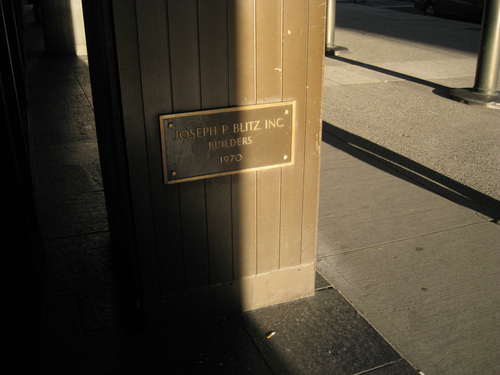 JOSEPH P. BLITZ, INC.
BUILDERS
1970